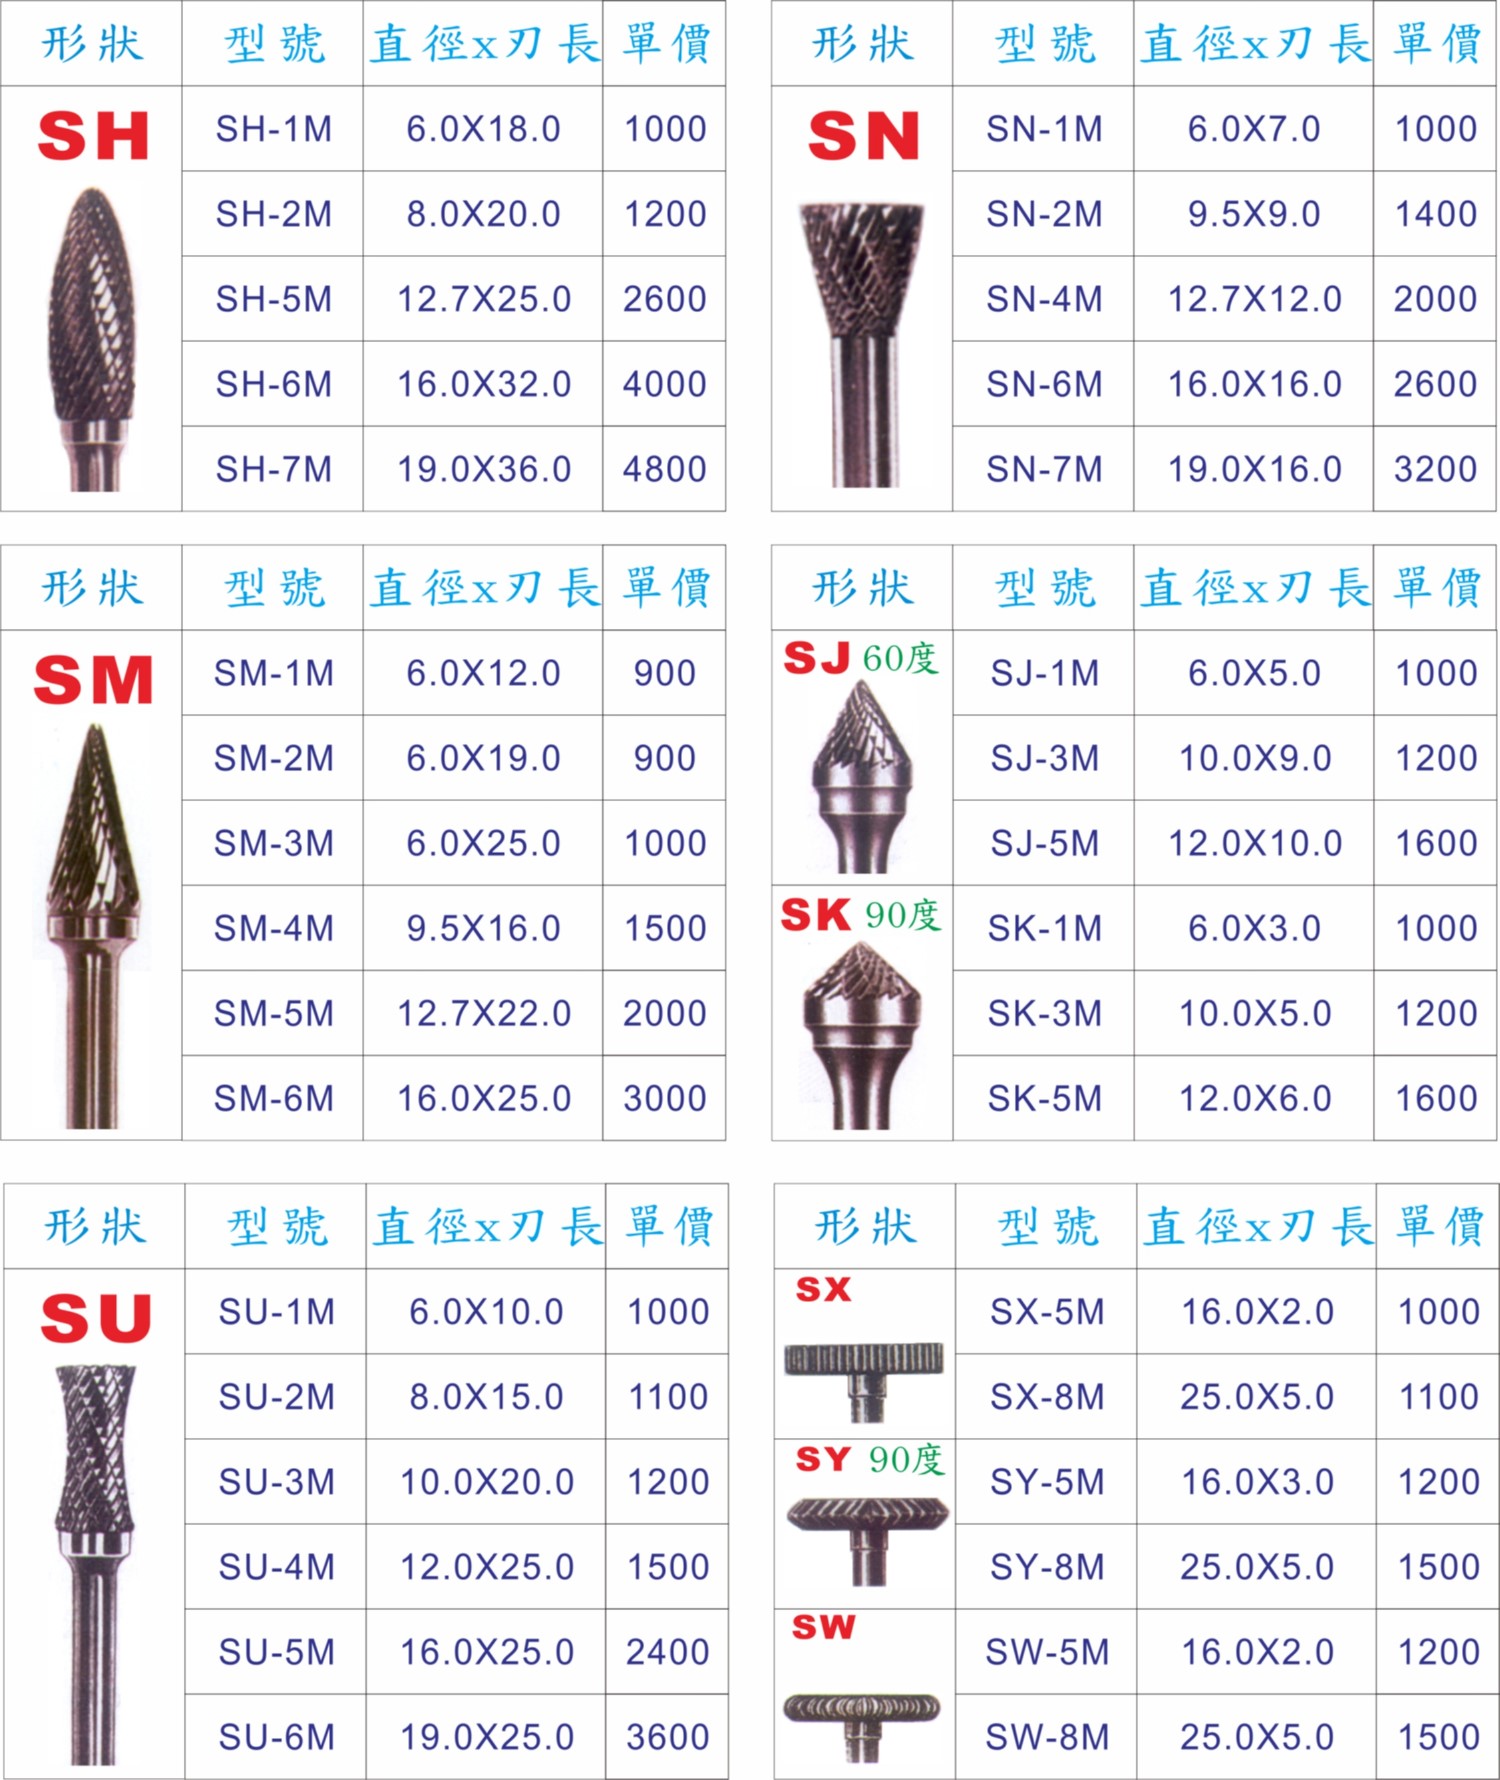 形狀 型號 直徑x刃長 單價
SH
SH-1M 6.0X18.0 1000
SH-2M 8.0X20.0 1200
SH-5M 12.7X25.0 2600
SH-6M 16.0X32.0 4000
SH-7M 19.0X36.0 4800
形狀 型號 直徑x刃長 單價
SN
SN-1M 6.0X7.0 1000
SN-2M 9.5X9.0 1400
SN-4M 12.7X12.0 2000
SN-6M 16.0X16.0 2600
SN-7M 19.0X16.0 3200
形狀 型號 直徑x刃長 單價
SM
SM-1M 6.0X12.0 900
SM-2M 6.0X19.0 900
SM-3M 6.0X25.0 1000
SM-4M 9.5X16.0 1500
SM-5M 12.7X22.0 2000
SM-6M 16.0X25.0 3000
形狀 型號 直徑x刃長 單價
SJ 60度
SJ-1M 6.0X5.0 1000
SJ-3M 10.0X9.0 1200
SJ-5M 12.0X10.0 1600
SK 90度
SK-1M 6.0X3.0 1000
SK-3M 10.0X5.0 1200
SK-5M 12.0X6.0 1600
形狀 型號 直徑x刃長 單價
SU
SU-1M 6.0X10.0 1000
SU-2M 8.0X15.0 1100
SU-3M 10.0X20.0 1200
SU-4M 12.0X25.0 1500
SU-5M 16.0X25.0 2400
SU-6M 19.0X25.0 3600
形狀 型號 直徑x刃長 單價
SX
SX-5M 16.0X2.0 1000
SX-8M 25.0X5.0 1100
SY 90度
SY-5M 16.0X3.0 1200
SY-8M 25.0X5.0 1500
SW
SW-5M 16.0X2.0 1200
SW-8M 25.0X5.0 1500